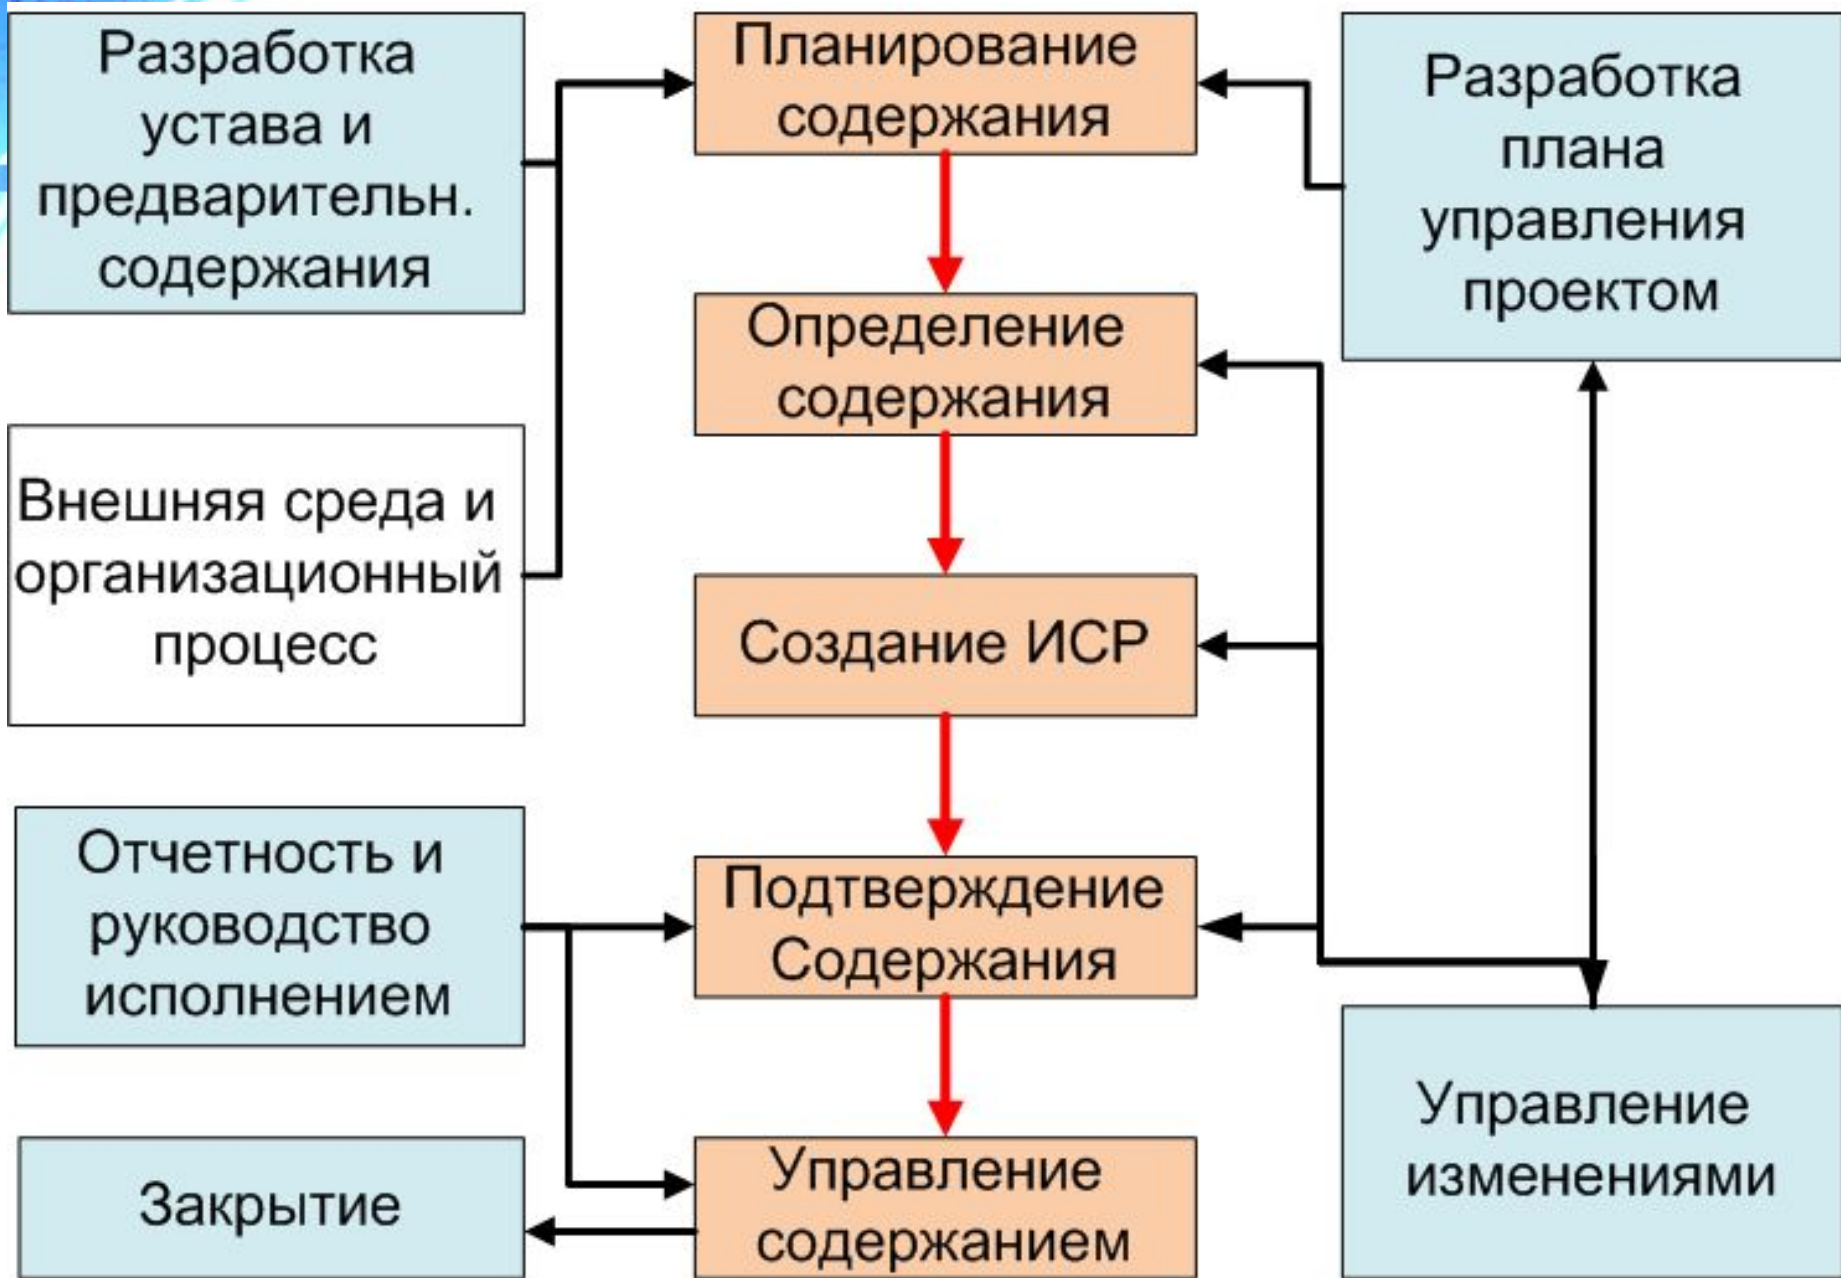 Разработка
устава и
предварительн.
содержания
Планирование
содержания
Разработка
плана
управления
проектом
Определение
содержания
Внешняя среда и
организационный
процесс
Создание ИСР
Отчетность и
руководство
исполнением
Подтверждение
Содержания
Управление
изменениями
Закрытие
Управление
содержанием